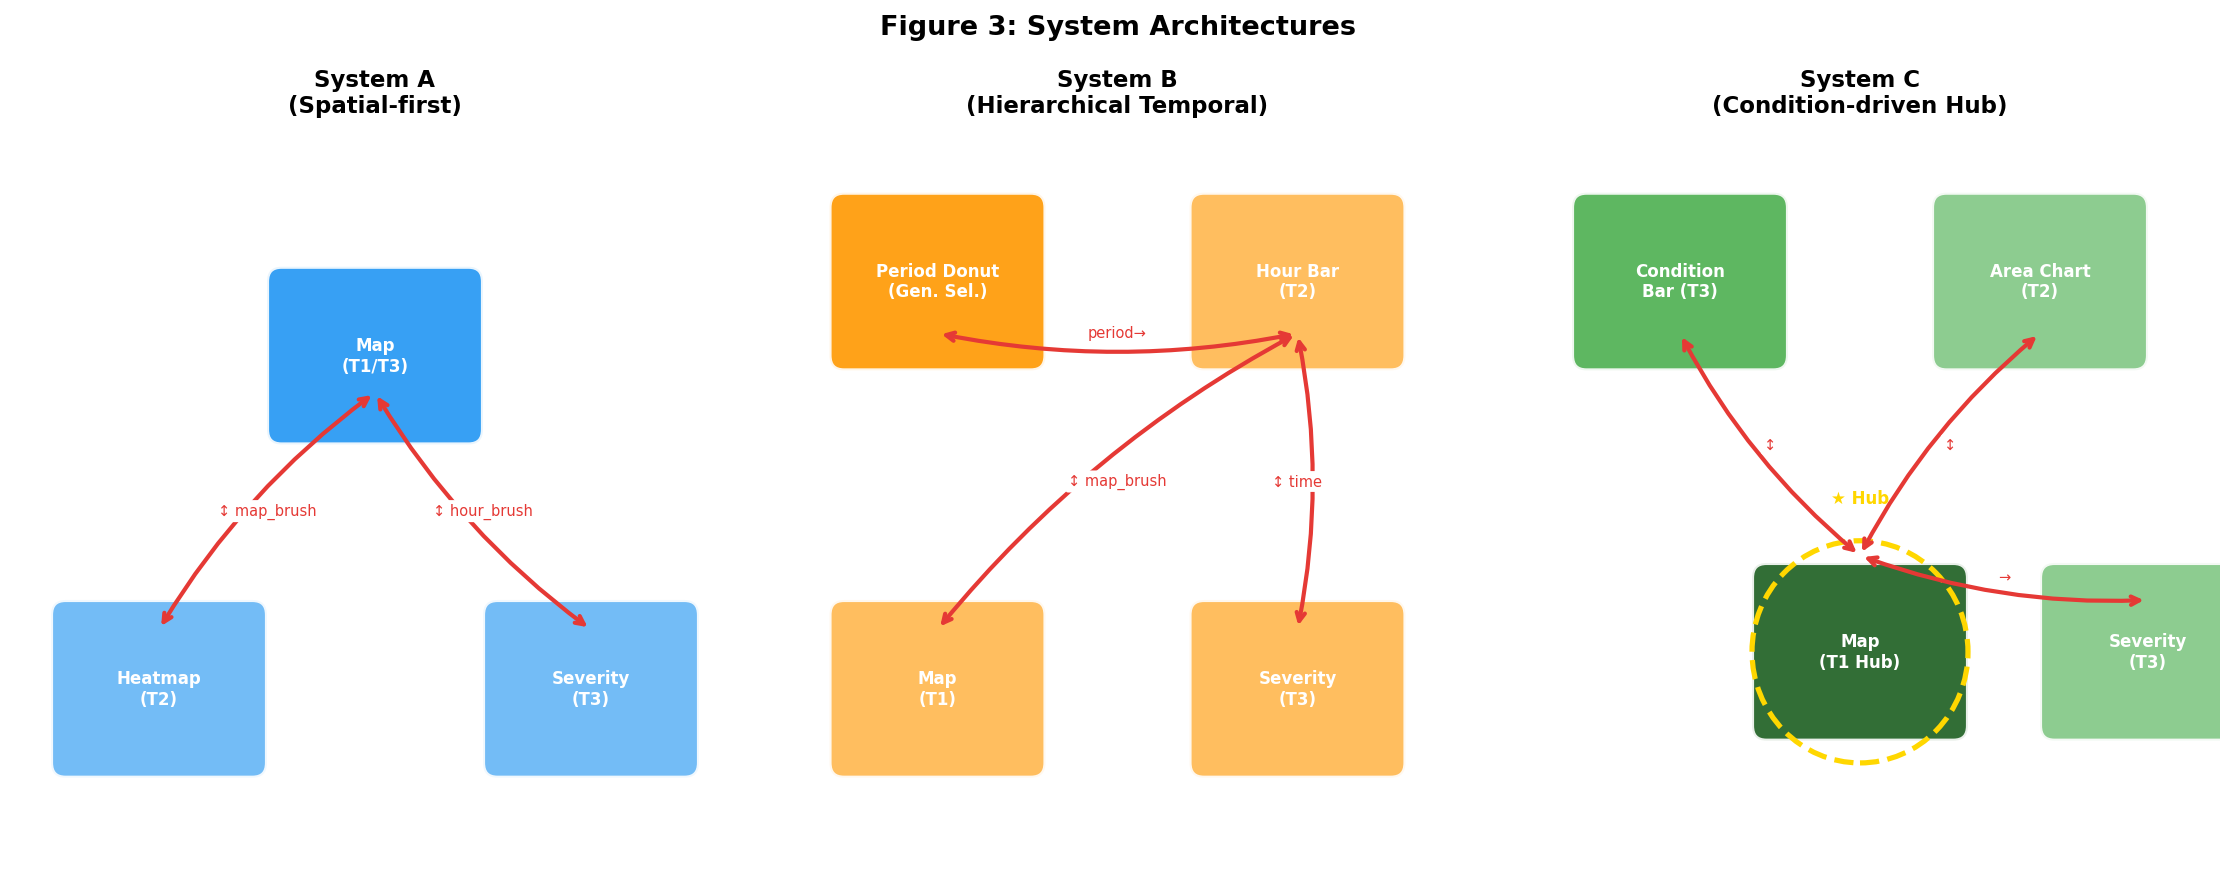 Figure 3: System Architectures
System A
(Spatial-first)
Map
(T1/T3)
↕ map_brush
↕ hour_brush
Heatmap
(T2)
Severity
(T3)
System B
(Hierarchical Temporal)
Period Donut
(Gen. Sel.)
Hour Bar
(T2)
period→
↕ map_brush
↕ time
Map
(T1)
Severity
(T3)
System C
(Condition-driven Hub)
Condition
Bar (T3)
Area Chart
(T2)
↕
↕
★ Hub
→
Map
(T1 Hub)
Severity
(T3)